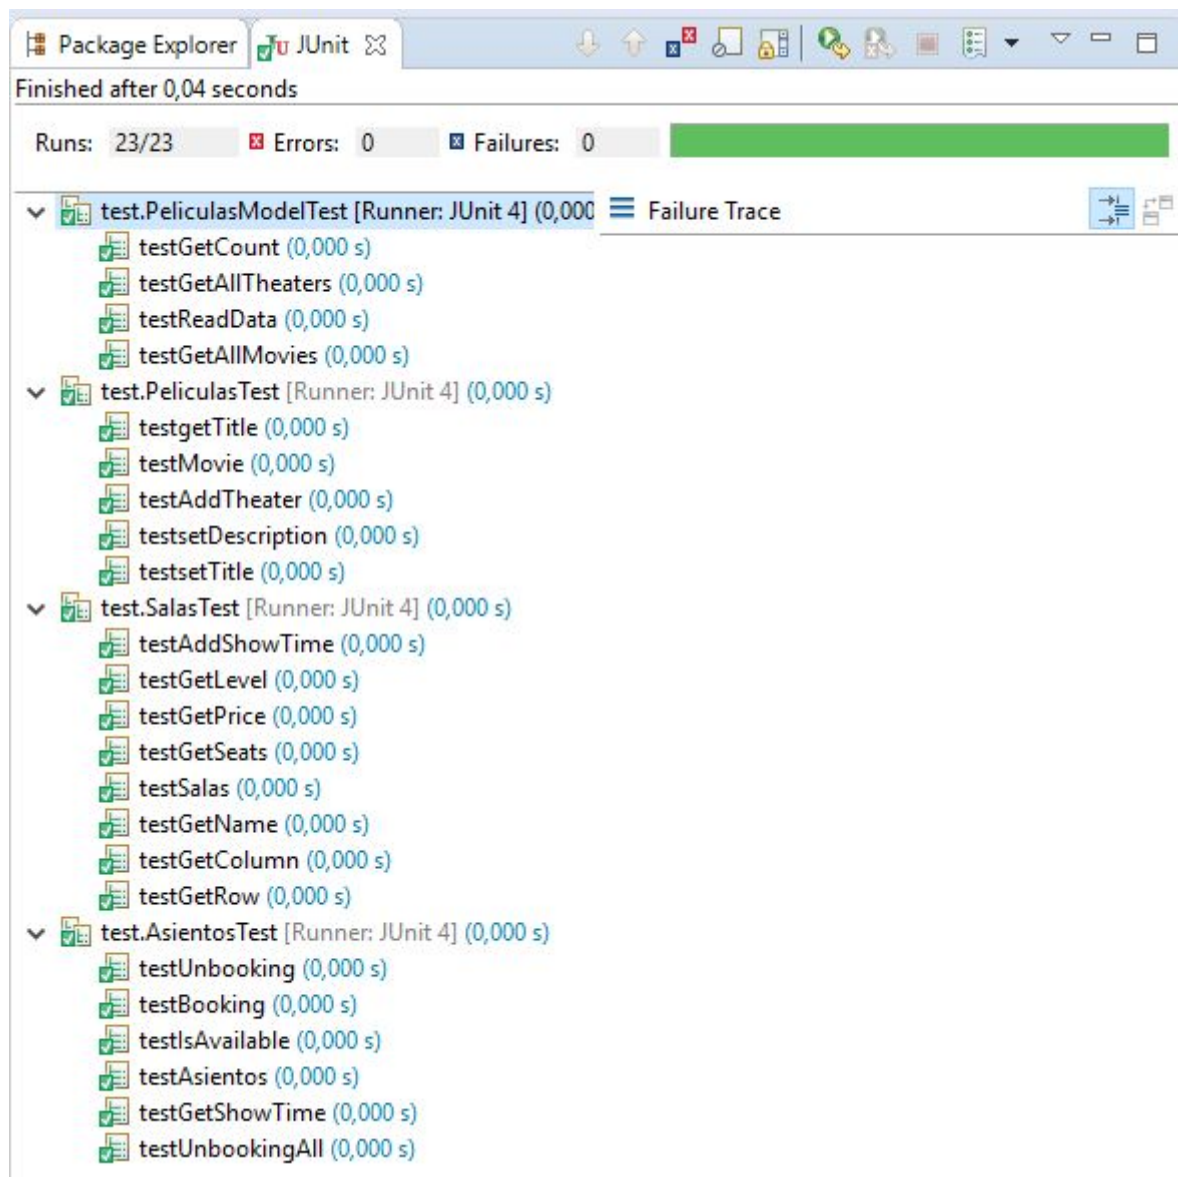 Package Explorer JUnit
Finished after 0,04 seconds
Runs: 23/23 Errors: 0 Failures: 0
test.PeliculasModelTest [Runner: JUnit 4] (0,000
Failure Trace
testGetCount (0,000 s)
testGetAllTheaters (0,000 s)
testReadData (0,000 s)
testGetAllMovies (0,000 s)
test.PeliculasTest [Runner: JUnit 4] (0,000 s)
testgetTitle (0,000 s)
testMovie (0,000 s)
testAddTheater (0,000 s)
testsetDescription (0,000 s)
testsetTitle (0,000 s)
test.SalasTest [Runner: JUnit 4] (0,000 s)
testAddShowTime (0,000 s)
testGetLevel (0,000 s)
testGetPrice (0,000 s)
testGetSeats (0,000 s)
testSalas (0,000 s)
testGetName (0,000 s)
testGetColumn (0,000 s)
testGetRow (0,000 s)
test.AsientosTest [Runner: JUnit 4] (0,000 s)
testUnbooking (0,000 s)
testBooking (0,000 s)
testIsAvailable (0,000 s)
testAsientos (0,000 s)
testGetShowTime (0,000 s)
testUnbookingAll (0,000 s)